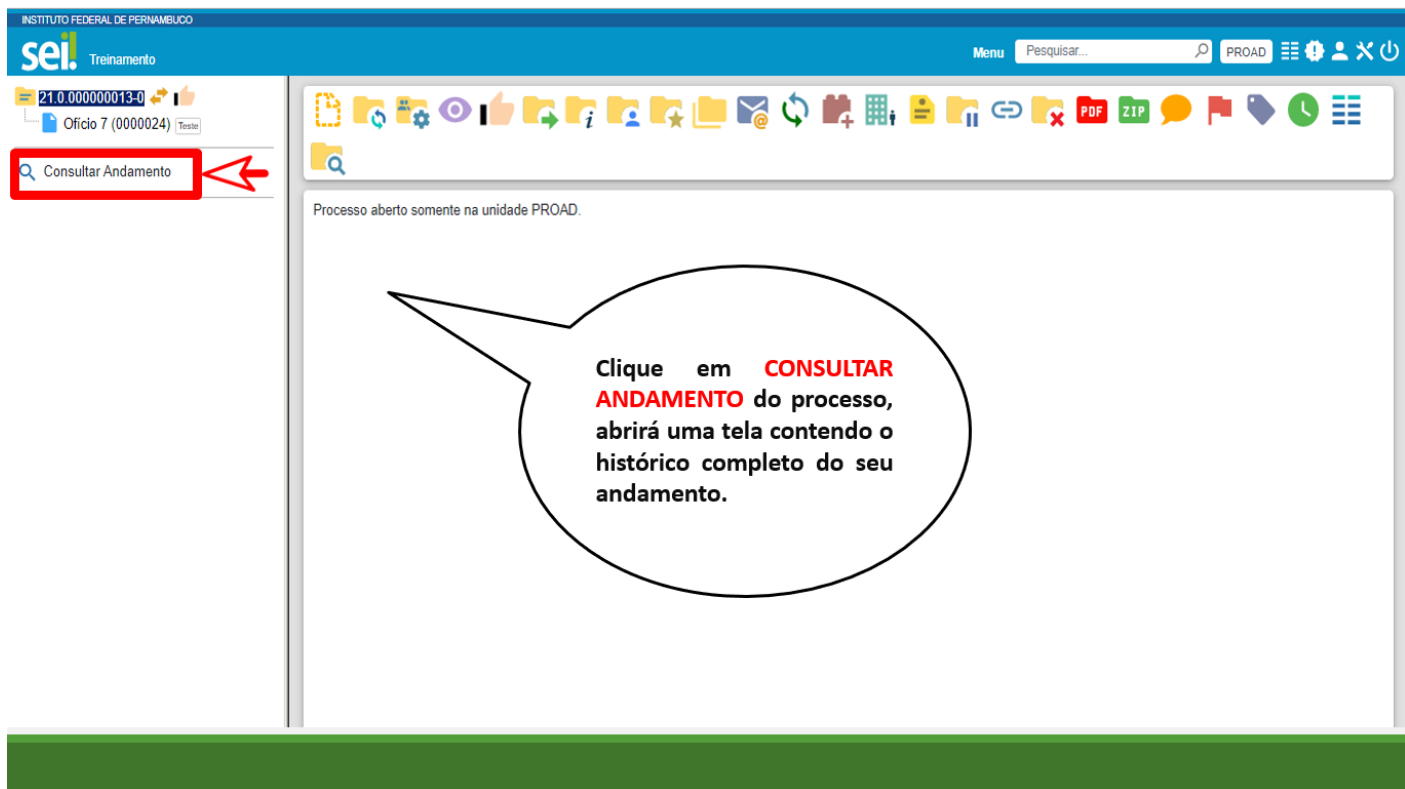 INSTITUTO FEDERAL DE PERNAMBUCO
sei! Treinamento Menu Pesquisar... PROAD
21.0.000000013-0
Ofício 7 (0000024) Teste
Consultar Andamento
PDF ZIP
Processo aberto somente na unidade PROAD.
Clique em CONSULTAR
ANDAMENTO do processo,
abrirá uma tela contendo o
histórico completo do seu
andamento.